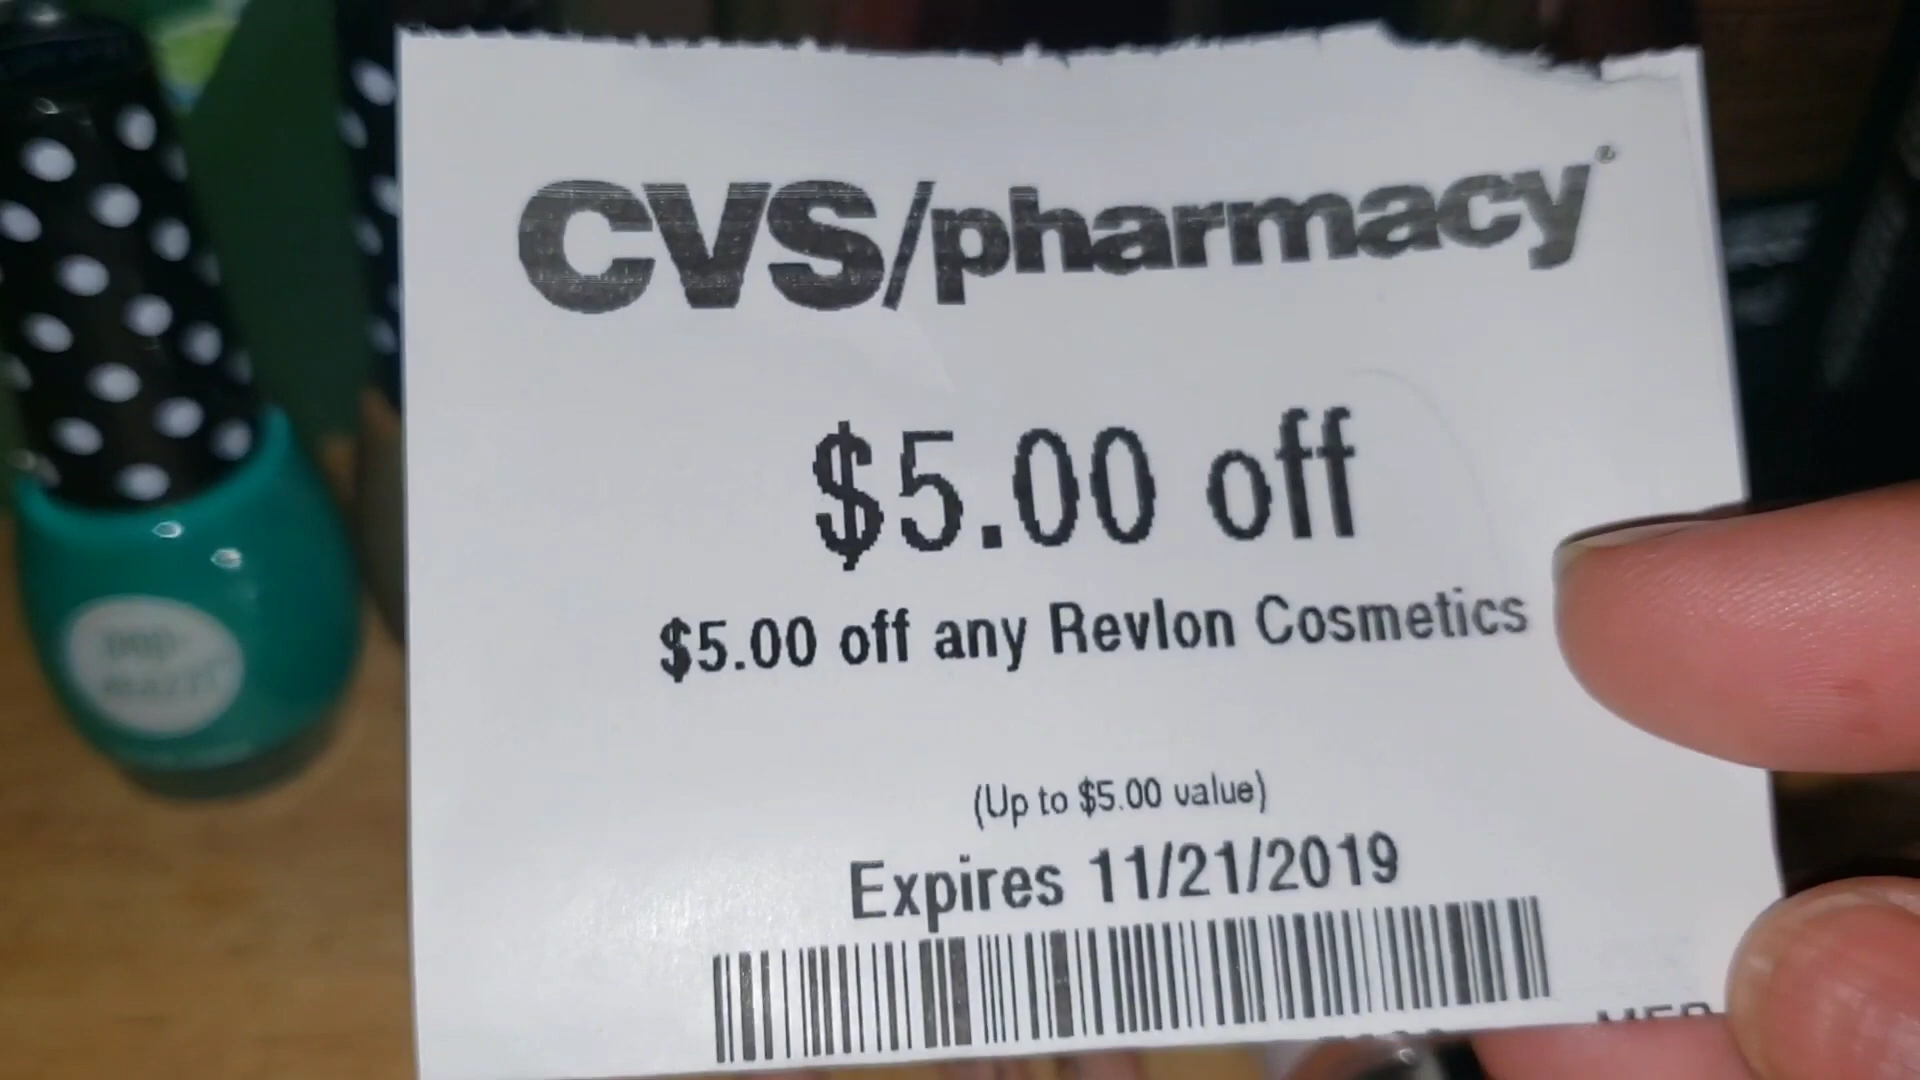 CVS/pharmacy®
$5.00 off
$5.00 off any Revlon Cosmetics
(Up to $5.00 value)
Expires 11/21/2019